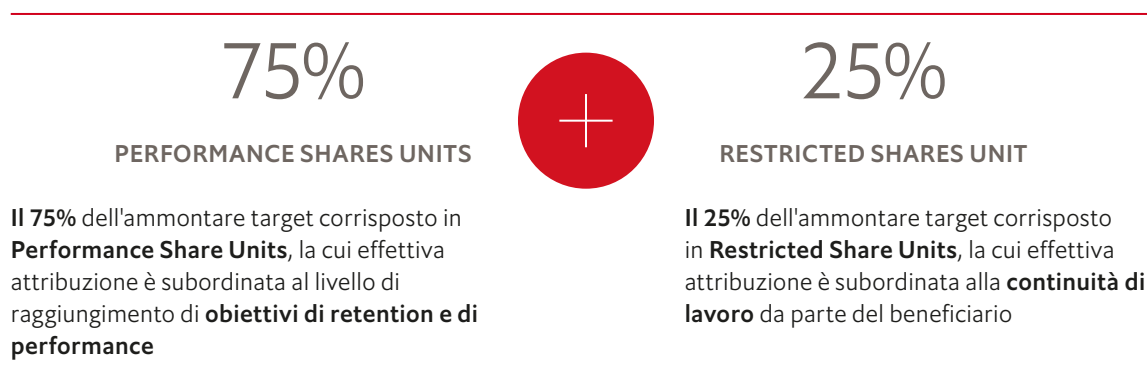 75%
PERFORMANCE SHARES UNITS
Il 75% dell'ammontare target corrisposto in
Performance Share Units, la cui effettiva
attribuzione è subordinata al livello di
raggiungimento di obiettivi di retention e di
performance
25%
RESTRICTED SHARES UNIT
Il 25% dell'ammontare target corrisposto
in Restricted Share Units, la cui effettiva
attribuzione è subordinata alla continuità di
lavoro da parte del beneficiario